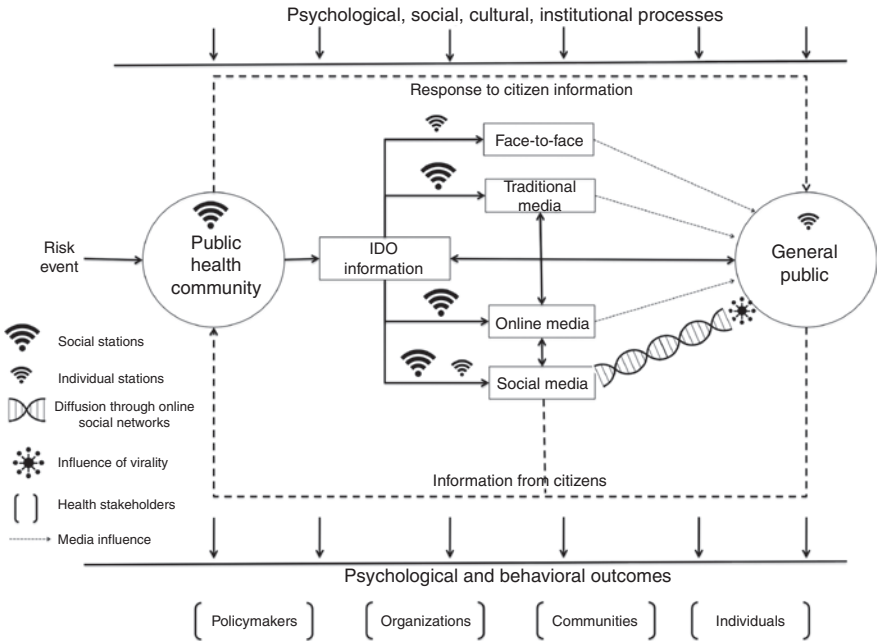 Psychological, social, cultural, institutional processes
Response to citizen information
Face-to-face
Traditional
media
Risk
event
Public
health
community
IDO
information
General
public
Online media
Social media
Social stations
Individual stations
Diffusion through online
social networks
Influence of virality
Health stakeholders
Media influence
Information from citizens
Psychological and behavioral outcomes
Policymakers
Organizations
Communities
Individuals